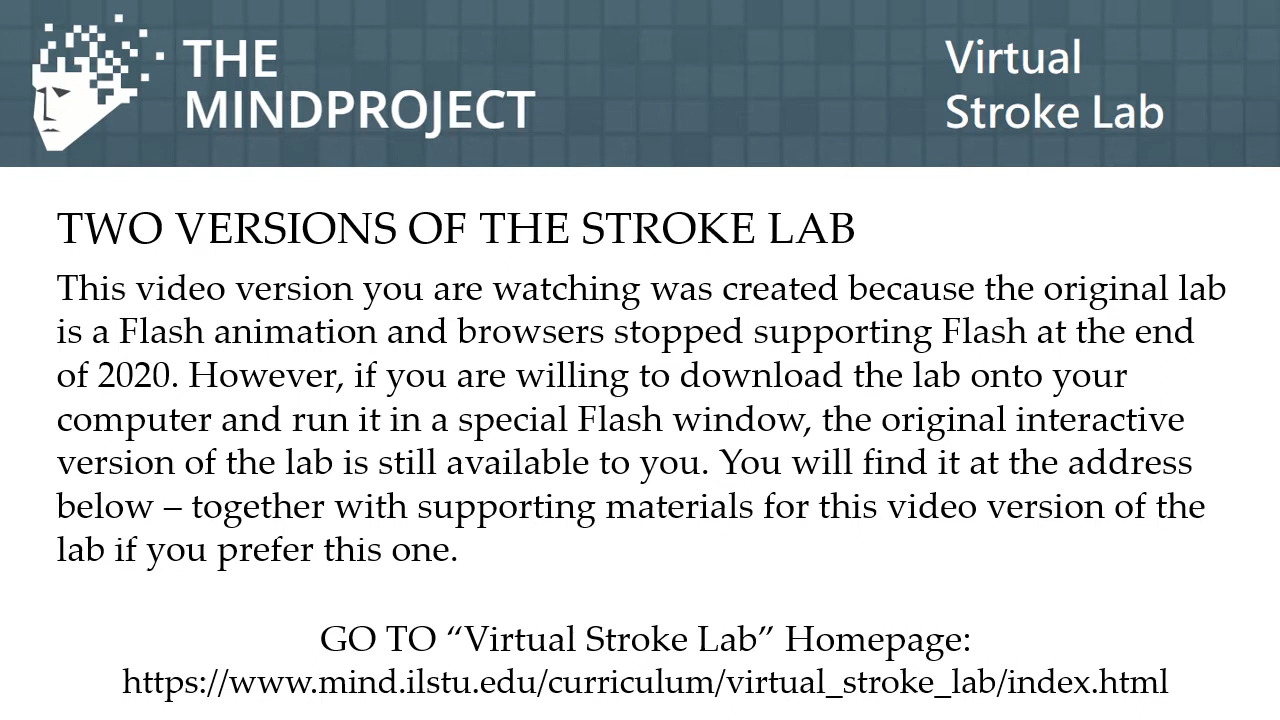 THE
MINDPROJECT
Virtual
Stroke Lab
TWO VERSIONS OF THE STROKE LAB
This video version you are watching was created because the original lab
is a Flash animation and browsers stopped supporting Flash at the end
of 2020. However, if you are willing to download the lab onto your
computer and run it in a special Flash window, the original interactive
version of the lab is still available to you. You will find it at the address
below – together with supporting materials for this video version of the
lab if you prefer this one.
GO TO “Virtual Stroke Lab” Homepage:
https://www.mind.ilstu.edu/curriculum/virtual_stroke_lab/index.html